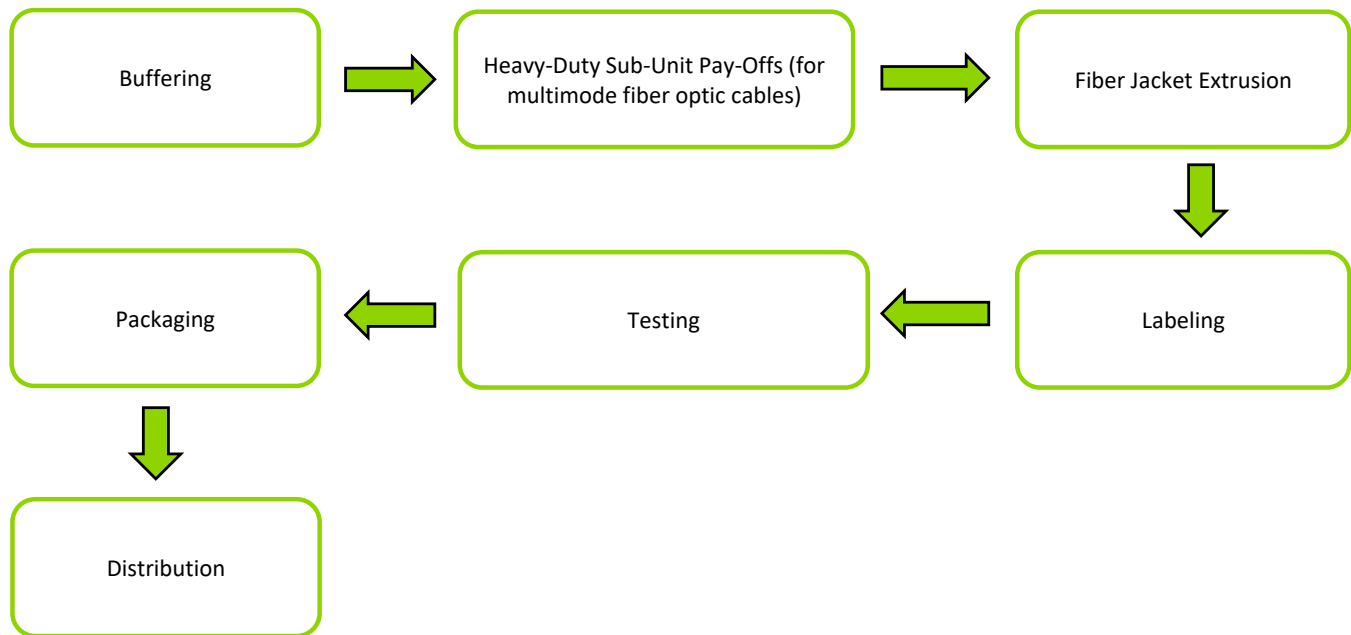 Buffering
Heavy-Duty Sub-Unit Pay-Offs (for
multimode fiber optic cables)
Fiber Jacket Extrusion
Labeling
Testing
Packaging
Distribution